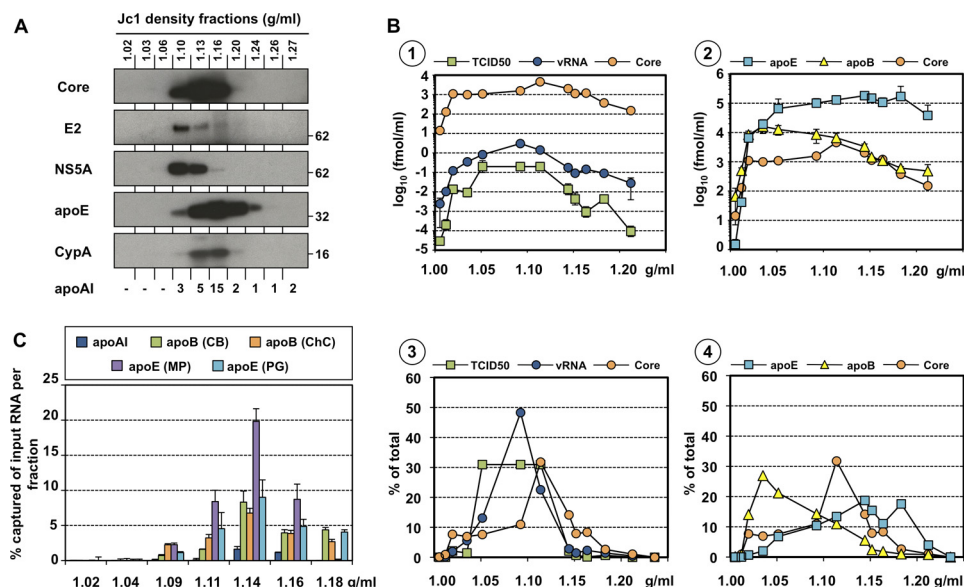 A
Jc1 density fractions (g/ml)
1.02 1.03 1.06 1.10 1.13 1.16 1.20 1.24 1.26 1.27
Core
E2 62
NS5A 62
apoE 32
CypA 16
apoAI - - - 3 5 15 2 1 1 2
B
1
TCID50 vRNA Core
log10 (fmol/ml)
4
3
2
1
0
-1
-2
-3
-4
-5
1.00 1.05 1.10 1.15 1.20 g/ml
2
apoE apoB Core
log10 (fmol/ml)
6
5
4
3
2
1
0
1.00 1.05 1.10 1.15 1.20 g/ml
C
apoAI apoB (CB) apoB (ChC)
apoE (MP) apoE (PG)
% captured of input RNA per
fraction
25
20
15
10
5
0
1.02 1.04 1.09 1.11 1.14 1.16 1.18 g/ml
3
TCID50 vRNA Core
% of total
60
50
40
30
20
10
0
1.00 1.05 1.10 1.15 1.20 g/ml
4
apoE apoB Core
% of total
60
50
40
30
20
10
0
1.00 1.05 1.10 1.15 1.20 g/ml